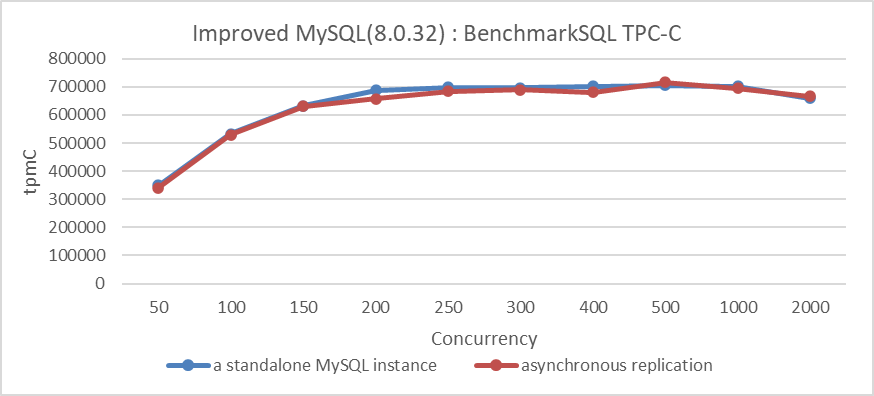 Improved MySQL(8.0.32) : BenchmarkSQL TPC-C
800000
700000
600000
500000
400000
300000
200000
100000
0
tpmC
50 100 150 200 250 300 400 500 1000 2000
Concurrency
a standalone MySQL instance asynchronous replication